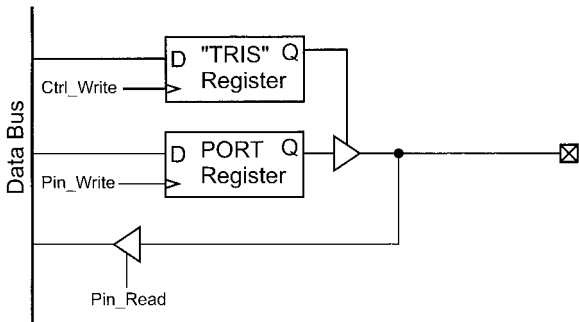 D "TRIS" Q
Register
Ctrl_Write
D PORT Q
Register
Pin_Write
Data Bus
Pin_Read